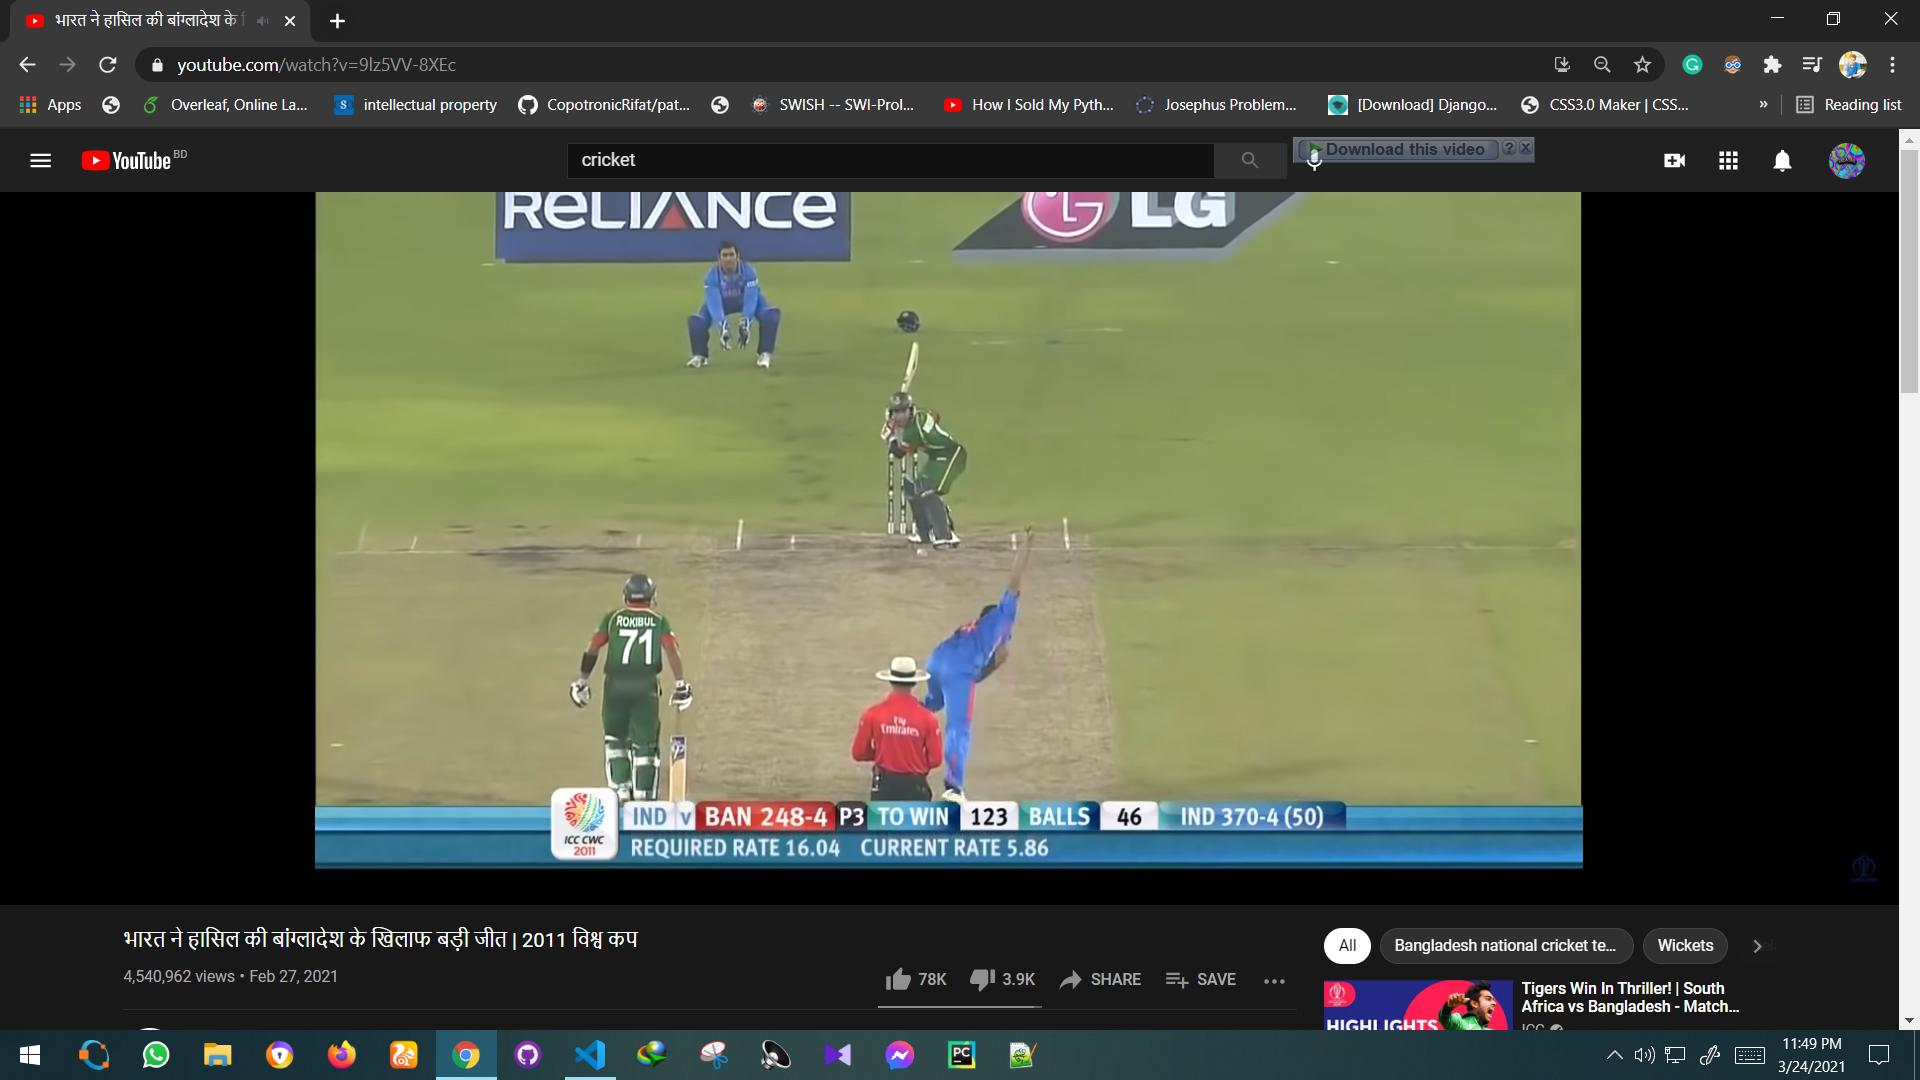 भारत ने हासिल की बांग्लादेश के
youtube.com/watch?v=9lz5VV-8XEc
Apps
Overleaf, Online La...
intellectual property
CopotronicRifat/pat...
SWISH -- SWI-Prol...
How I Sold My Pyth...
Josephus Problem...
[Download] Django...
CSS3.0 Maker | CSS...
»
Reading list
YouTube BD
cricket
Download this video ?
RELIANCE
LG
ROKIBUL
71
Fly
Emirates
IND v BAN 248-4 P3 TO WIN 123 BALLS 46 IND 370-4 (50)
ICC CWC
2011
REQUIRED RATE 16.04 CURRENT RATE 5.86
भारत ने हासिल की बांग्लादेश के खिलाफ बड़ी जीत | 2011 विश्व कप
4,540,962 views • Feb 27, 2021
78K
3.9K
SHARE
SAVE
All
Bangladesh national cricket te...
Wickets
HIGHLIGHTS
Tigers Win In Thriller! | South
Africa vs Bangladesh - Match...
ICC
PC
11:49 PM
3/24/2021